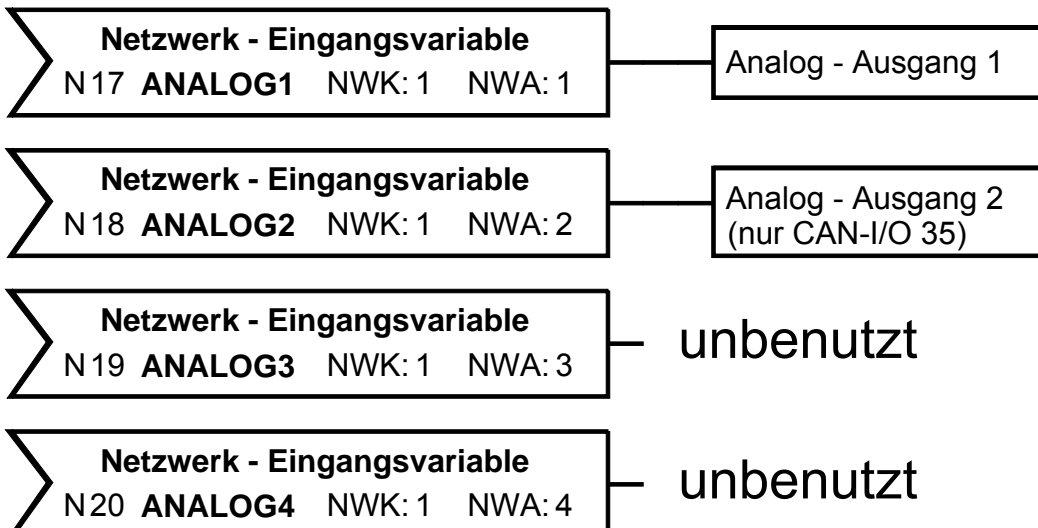 Netzwerk - Eingangsvariable
N17 ANALOG1 NWK: 1 NWA: 1
Analog - Ausgang 1
Netzwerk - Eingangsvariable
N18 ANALOG2 NWK: 1 NWA: 2
Analog - Ausgang 2
(nur CAN-I/O 35)
Netzwerk - Eingangsvariable
N19 ANALOG3 NWK: 1 NWA: 3
unbenutzt
Netzwerk - Eingangsvariable
N20 ANALOG4 NWK: 1 NWA: 4
unbenutzt